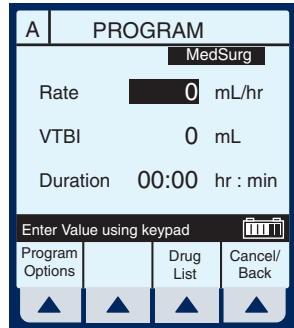 A PROGRAM
MedSurg
Rate 0 mL/hr
VTBI 0 mL
Duration 00:00 hr : min
Enter Value using keypad
Program Options
Drug List
Cancel/ Back